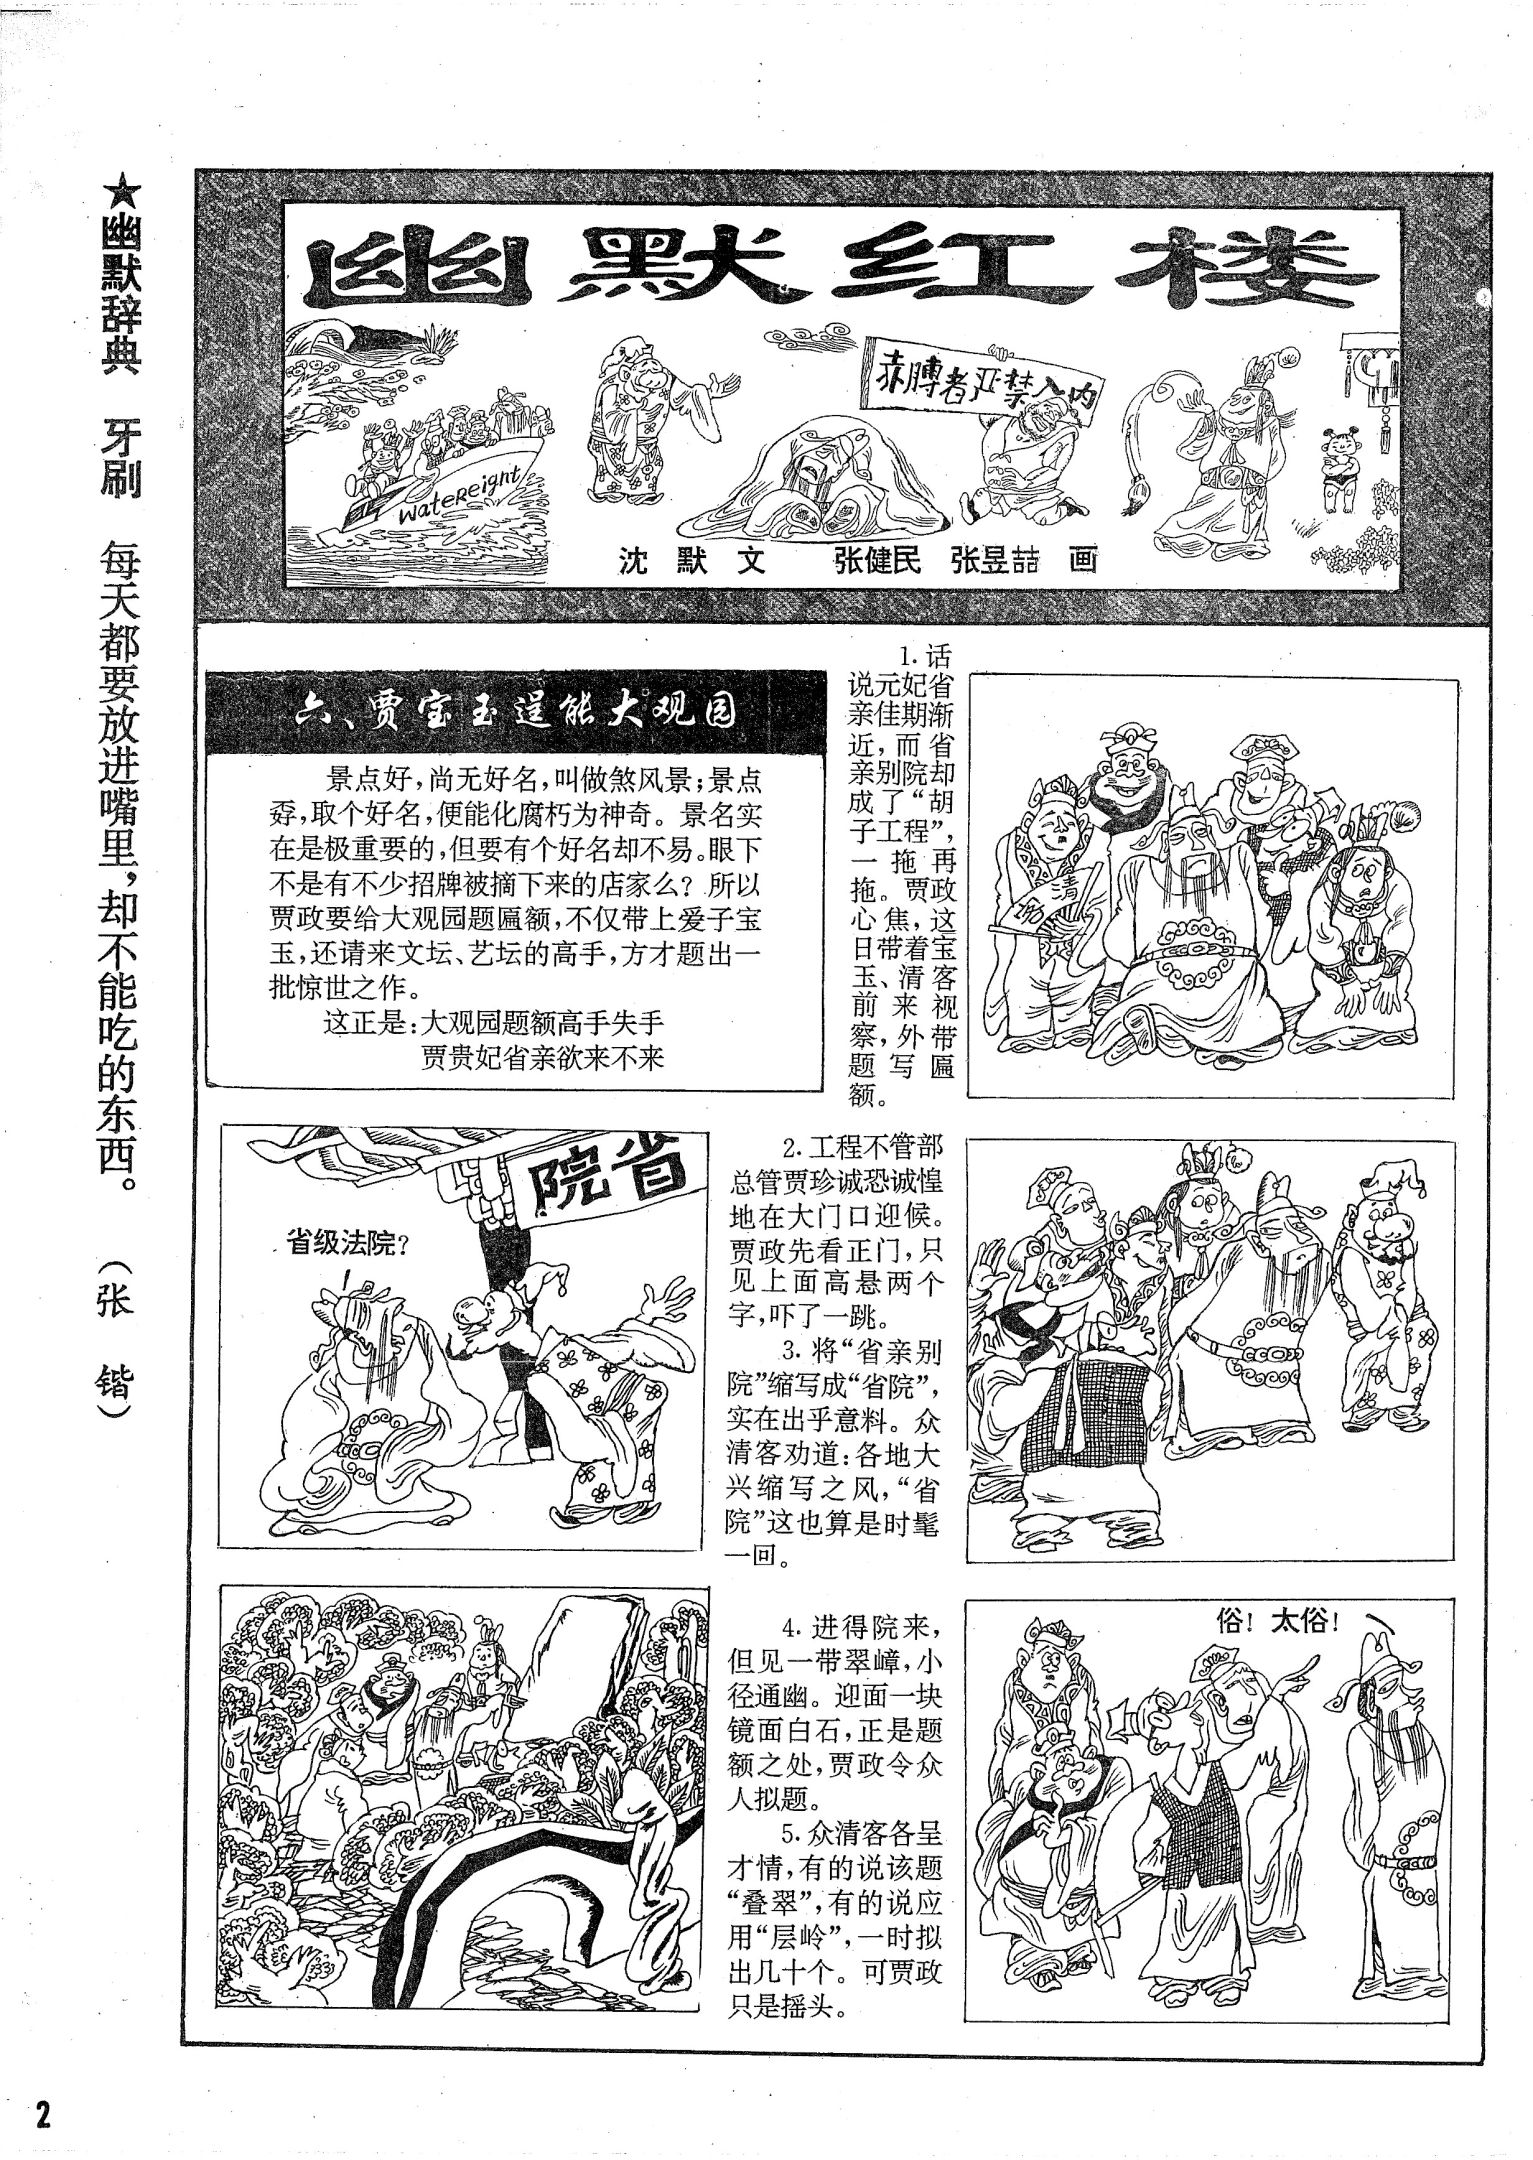 ★幽默辞典 牙刷 每天都要放进嘴里,却不能吃的东西。 (张 锴)
幽默红楼
赤膊者严禁入内
Watereight
沈默文 张健民 张昱喆 画
六、贾宝玉逞能大观园
景点好,尚无好名,叫做煞风景;景点
孬,取个好名,便能化腐朽为神奇。景名实
在是极重要的,但要有个好名却不易。眼下
不是有不少招牌被摘下来的店家么?所以
贾政要给大观园题匾额,不仅带上爱子宝
玉,还请来文坛、艺坛的高手,方才题出一
批惊世之作。
这正是:大观园题额高手失手
贾贵妃省亲欲来不来
1.话
说元妃省
亲佳期渐
近,而省
亲别院却
成了“胡
子工程”,
一拖再
拖。贾政
心焦,这
日带着宝
玉、清客
前来视
察,外带
题写匾
额。
清
客
院省
省级法院?
2.工程不管部
总管贾珍诚恐诚惶
地在大门口迎候。
贾政先看正门,只
见上面高悬两个
字,吓了一跳。
3.将“省亲别
院”缩写成“省院”,
实在出乎意料。众
清客劝道:各地大
兴缩写之风,“省
院”这也算是时髦
一回。
4.进得院来,
但见一带翠嶂,小
径通幽。迎面一块
镜面白石,正是题
额之处,贾政令众
人拟题。
5.众清客各呈
才情,有的说该题
“叠翠”,有的说应
用“层岭”,一时拟
出几十个。可贾政
只是摇头。
俗!太俗!
2